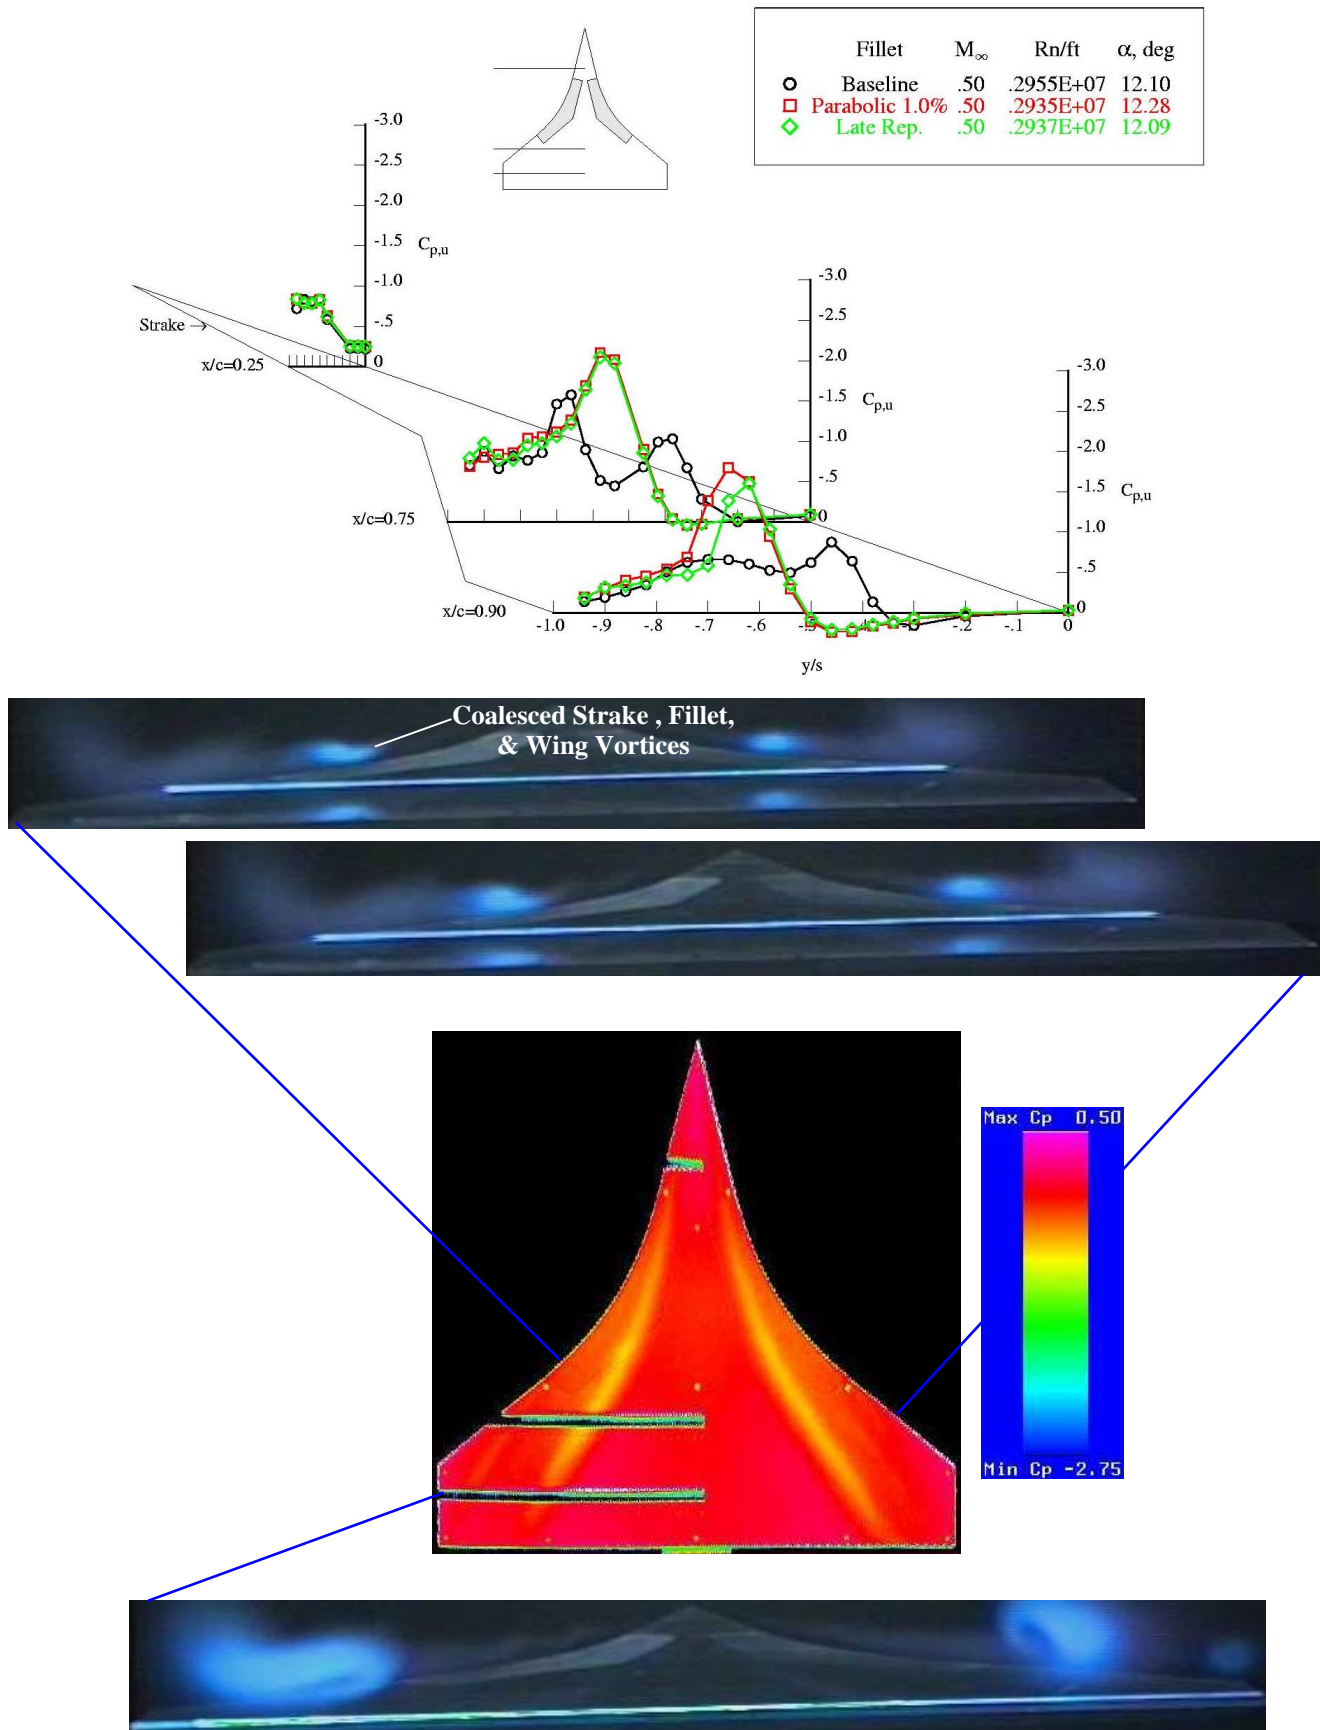 Fillet M∞ Rn/ft α, deg
Baseline .50 .2955E+07 12.10
Parabolic 1.0% .50 .2935E+07 12.28
Late Rep. .50 .2937E+07 12.09
-3.0
-2.5
-2.0
-1.5
Cp,u
-1.0
-.5
0
Strake →
x/c=0.25
-3.0
-2.5
-2.0
-1.5
Cp,u
-1.0
-.5
0
x/c=0.75
-3.0
-2.5
-2.0
-1.5
Cp,u
-1.0
-.5
0
x/c=0.90
-1.0 -.9 -.8 -.7 -.6 -.5 -.4 -.3 -.2 -.1 0
y/s
Coalesced Strake , Fillet,
& Wing Vortices
Max Cp 0.50
Min Cp -2.75